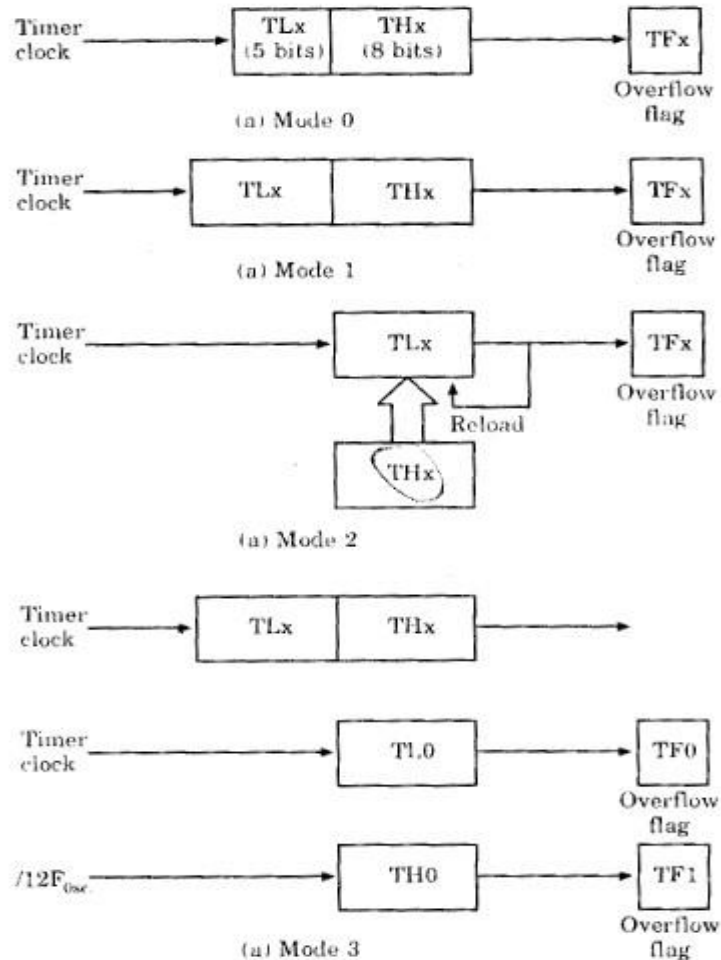 Timer
clock
TLx
(5 bits)
THx
(8 bits)
TFx
Overflow
flag
(a) Mode 0
Timer
clock
TLx
THx
TFx
Overflow
flag
(a) Mode 1
Timer
clock
TLx
TFx
Overflow
flag
Reload
THx
(a) Mode 2
Timer
clock
TLx
THx
Timer
clock
TL0
TF0
Overflow
flag
/12F0sc
TH0
TF1
Overflow
flag
(a) Mode 3